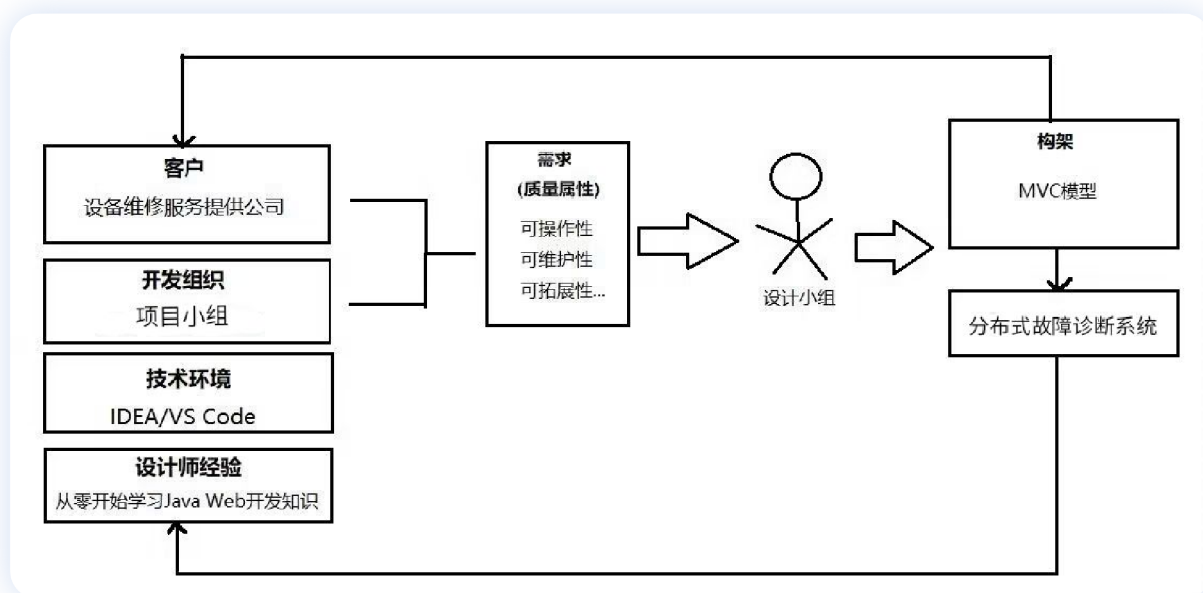 客户
设备维修服务提供公司
开发组织
项目小组
技术环境
IDEA/VS Code
设计师经验
从零开始学习Java Web开发知识
需求
(质量属性)
可操作性
可维护性
可拓展性...
设计小组
构架
MVC模型
分布式故障诊断系统